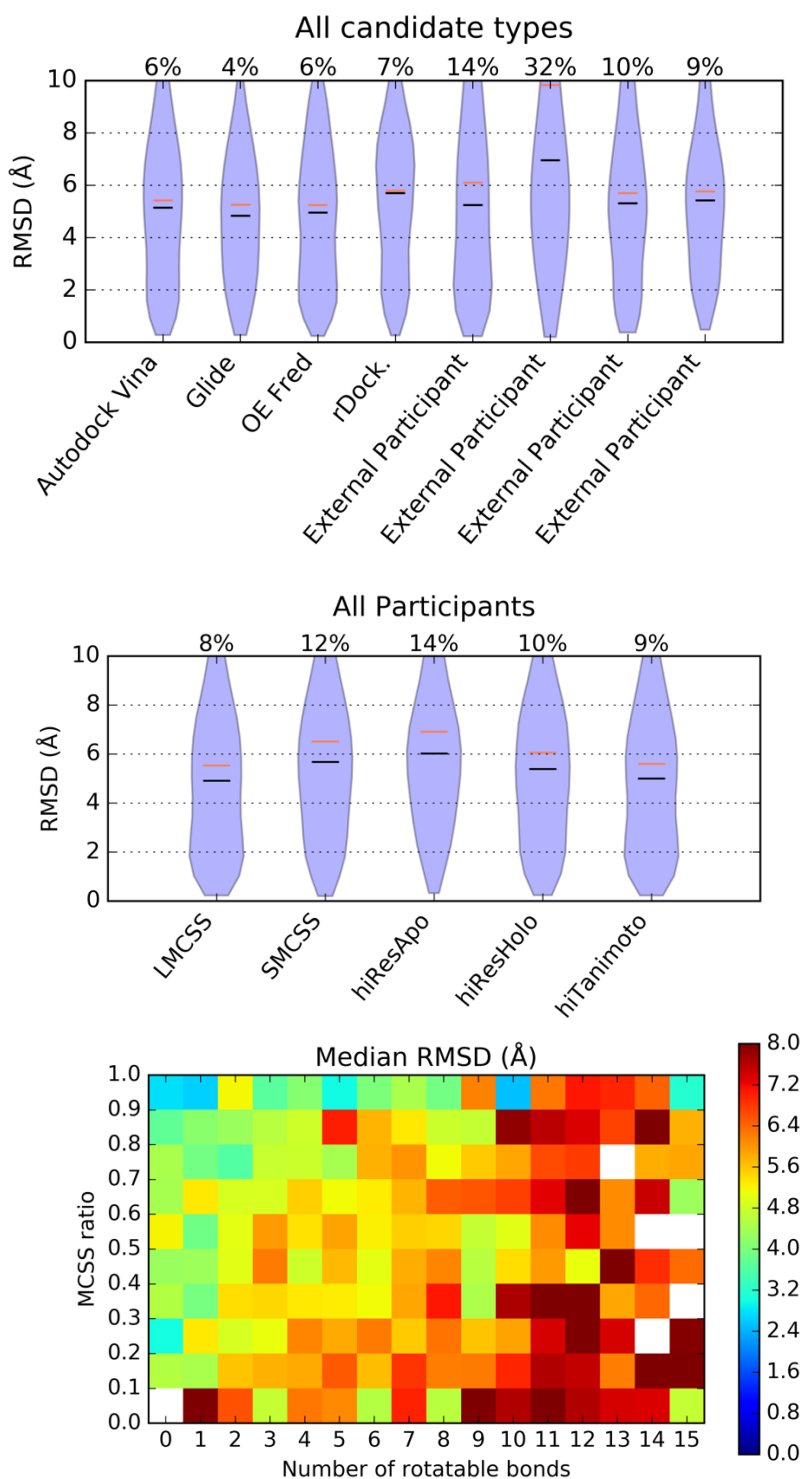 All candidate types
6% 4% 6% 7% 14% 32% 10% 9%
10
8
6
4
2
0
RMSD (Å)
Autodock Vina
Glide
OE Fred
rDock.
External Participant
External Participant
External Participant
External Participant
All Participants
8% 12% 14% 10% 9%
10
8
6
4
2
0
RMSD (Å)
LMCSS
SMCSS
hiResApo
hiResHolo
hiTanimoto
Median RMSD (Å)
1.0
0.9
0.8
0.7
0.6
0.5
0.4
0.3
0.2
0.1
0.0
MCSS ratio
0 1 2 3 4 5 6 7 8 9 10 11 12 13 14 15
Number of rotatable bonds
8.0
7.2
6.4
5.6
4.8
4.0
3.2
2.4
1.6
0.8
0.0